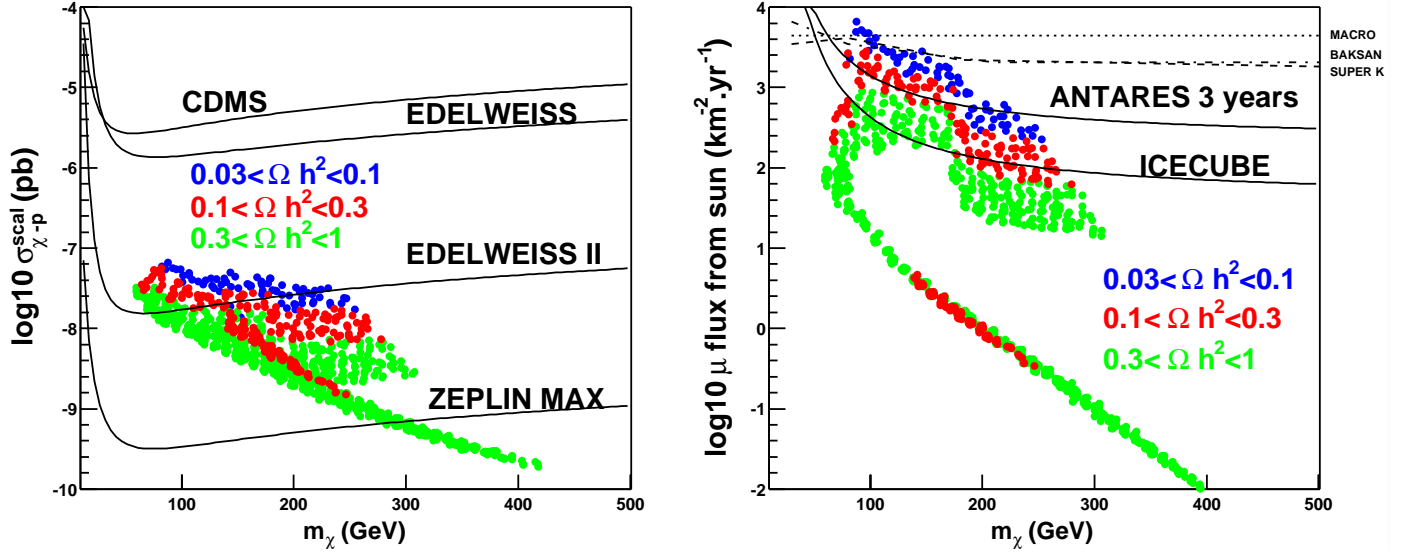 log10 σ^scal_χ-p (pb)
-4
-5
-6
-7
-8
-9
-10
CDMS
EDELWEISS
0.03< Ω h²<0.1
0.1< Ω h²<0.3
0.3< Ω h²<1
EDELWEISS II
ZEPLIN MAX
100 200 300 400 500
m_χ (GeV)
log10 μ flux from sun (km⁻².yr⁻¹)
4
3
2
1
0
-1
-2
MACRO
BAKSAN
SUPER K
ANTARES 3 years
ICECUBE
0.03< Ω h²<0.1
0.1< Ω h²<0.3
0.3< Ω h²<1
100 200 300 400 500
m_χ (GeV)